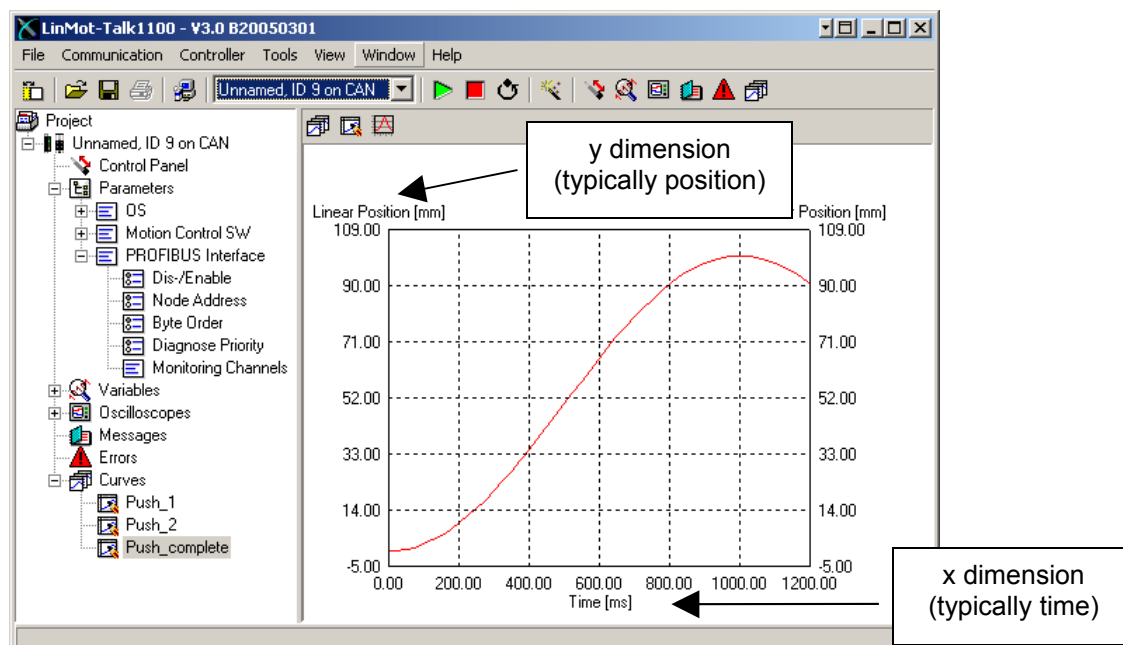 LinMot-Talk1100 - V3.0 B20050301
File Communication Controller Tools View Window Help
Unnamed, ID 9 on CAN
Project
Unnamed, ID 9 on CAN
Control Panel
Parameters
OS
Motion Control SW
PROFIBUS Interface
Dis-/Enable
Node Address
Byte Order
Diagnose Priority
Monitoring Channels
Variables
Oscilloscopes
Messages
Errors
Curves
Push_1
Push_2
Push_complete
y dimension
(typically position)
Linear Position [mm]
Position [mm]
109.00
90.00
71.00
52.00
33.00
14.00
-5.00
109.00
90.00
71.00
52.00
33.00
14.00
-5.00
0.00 200.00 400.00 600.00 800.00 1000.00 1200.00
Time [ms]
x dimension
(typically time)